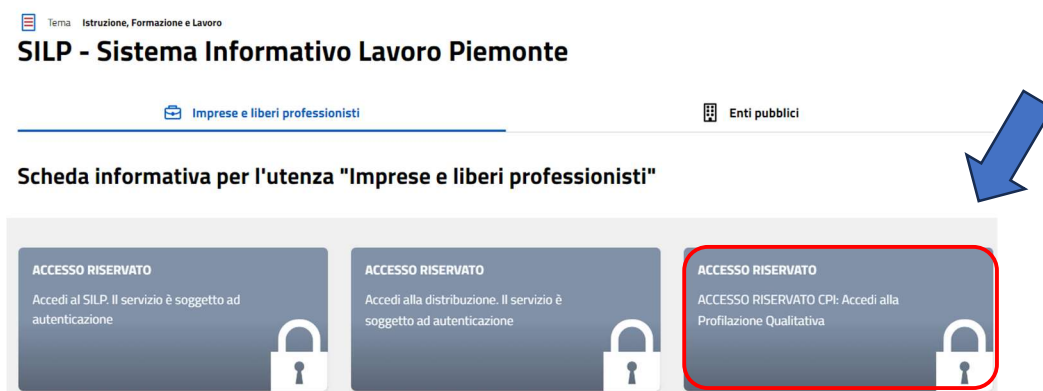 Tema Istruzione, Formazione e Lavoro
SILP - Sistema Informativo Lavoro Piemonte
Imprese e liberi professionisti
Enti pubblici
Scheda informativa per l'utenza "Imprese e liberi professionisti"
ACCESSO RISERVATO
Accedi al SILP. Il servizio è soggetto ad
autenticazione
ACCESSO RISERVATO
Accedi alla distribuzione. Il servizio è
soggetto ad autenticazione
ACCESSO RISERVATO
ACCESSO RISERVATO CPI: Accedi alla
Profilazione Qualitativa